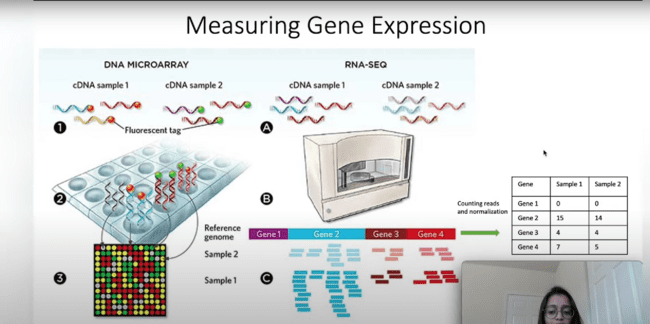 Measuring Gene Expression
DNA MICROARRAY
cDNA sample 1 cDNA sample 2
Fluorescent tag
1
2
3
RNA-SEQ
cDNA sample 1 cDNA sample 2
A
B
Reference genome
Gene 1 Gene 2 Gene 3 Gene 4
Sample 2
Sample 1
C
Counting reads
and normalization
Gene Sample 1 Sample 2
Gene 1 0 0
Gene 2 15 14
Gene 3 4 4
Gene 4 7 5